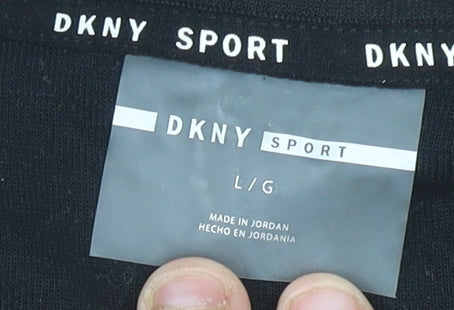 DKNY SPORT DKNY
DKNY SPORT
L / G
MADE IN JORDAN
HECHO EN JORDANIA